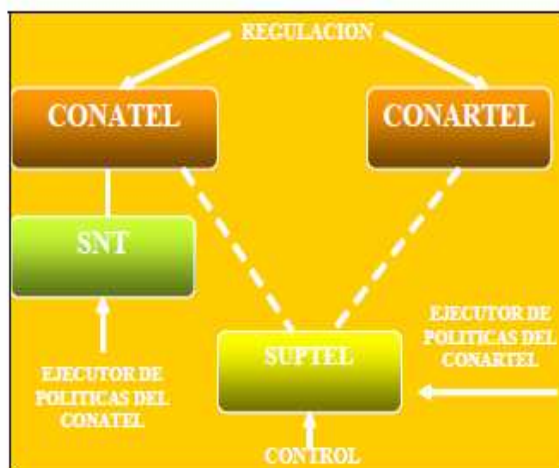 REGULACION
CONATEL
CONARTEL
SNT
SUPTEL
EJECUTOR DE
POLITICAS DEL
CONARTEL
EJECUTOR DE
POLITICAS DEL
CONATEL
CONTROL